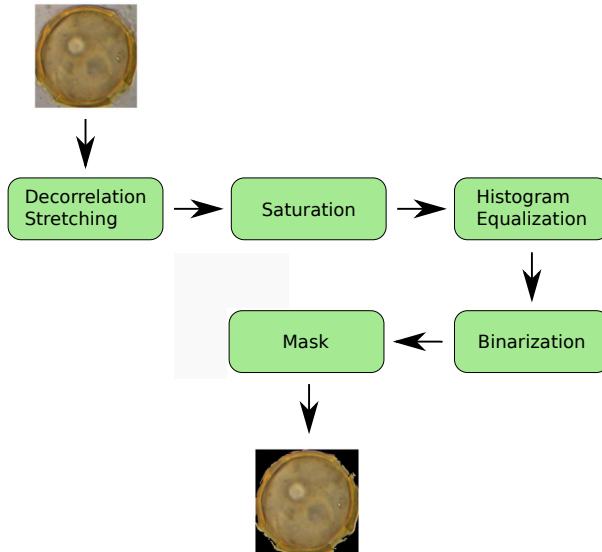 Decorrelation
Stretching
Saturation
Histogram
Equalization
Mask
Binarization